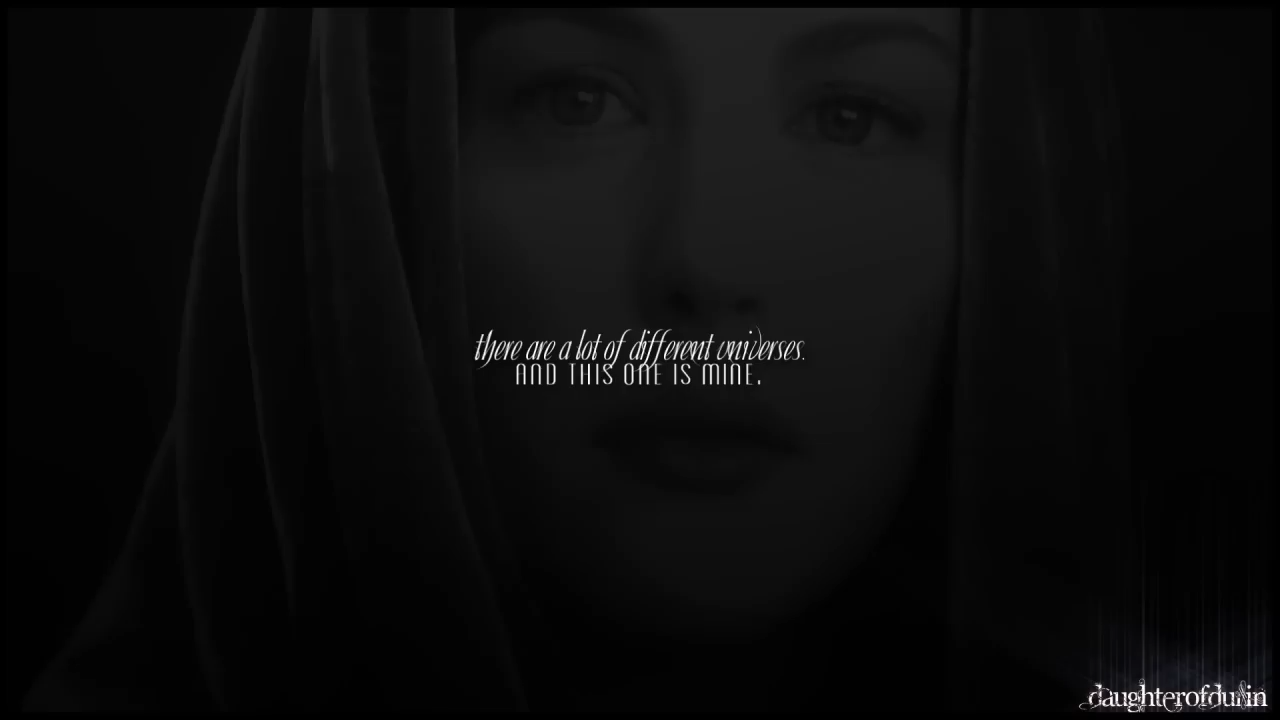 there are a lot of different universes.
AND THIS ONE IS MINE.
daughterofdurin